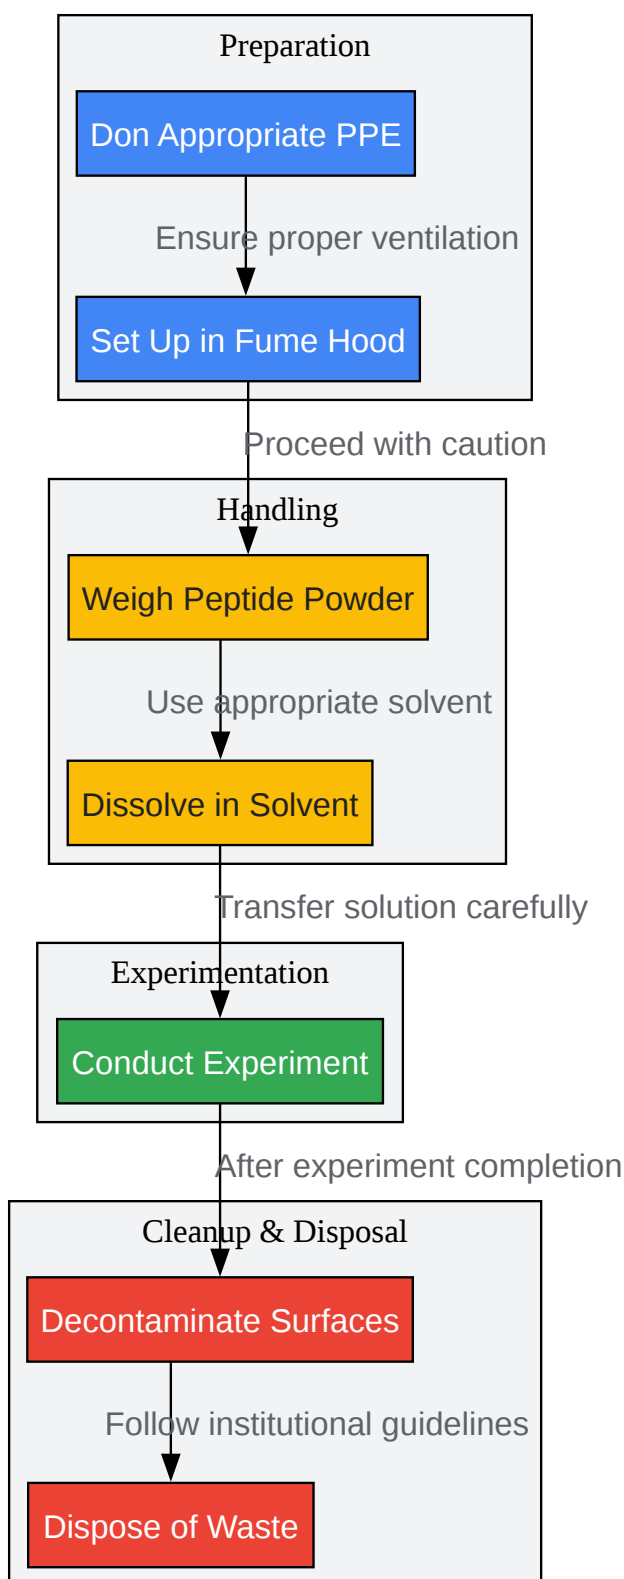 Preparation
Don Appropriate PPE
Ensure proper ventilation
Set Up in Fume Hood
Proceed with caution
Handling
Weigh Peptide Powder
Use appropriate solvent
Dissolve in Solvent
Transfer solution carefully
Experimentation
Conduct Experiment
After experiment completion
Cleanup & Disposal
Decontaminate Surfaces
Follow institutional guidelines
Dispose of Waste